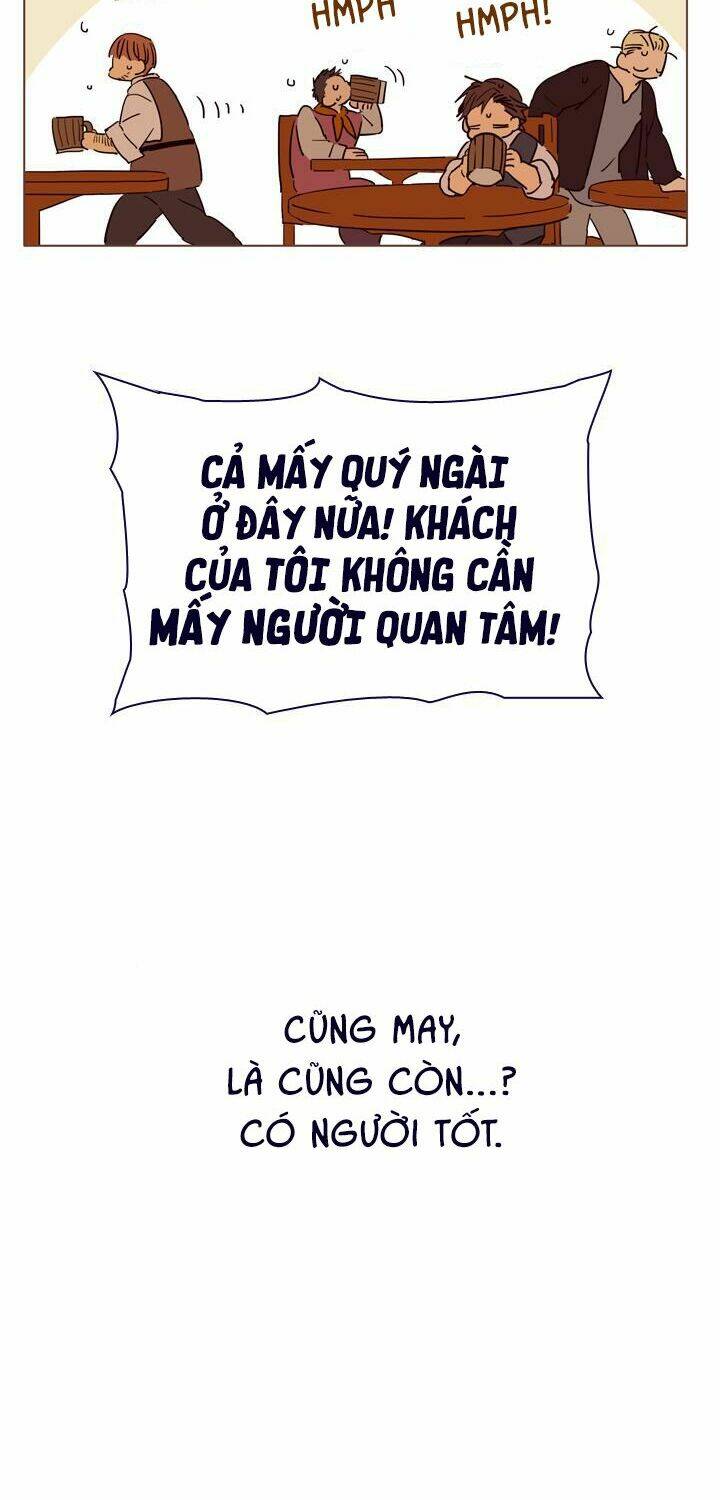 HMPH
HMPH!
CẢ MẤY QUÝ NGÀI
Ở ĐÂY NỮA! KHÁCH
CỦA TÔI KHÔNG CẦN
MẤY NGƯỜI QUAN TÂM!
CŨNG MAY,
LÀ CŨNG CÒN...?
CÓ NGƯỜI TỐT.